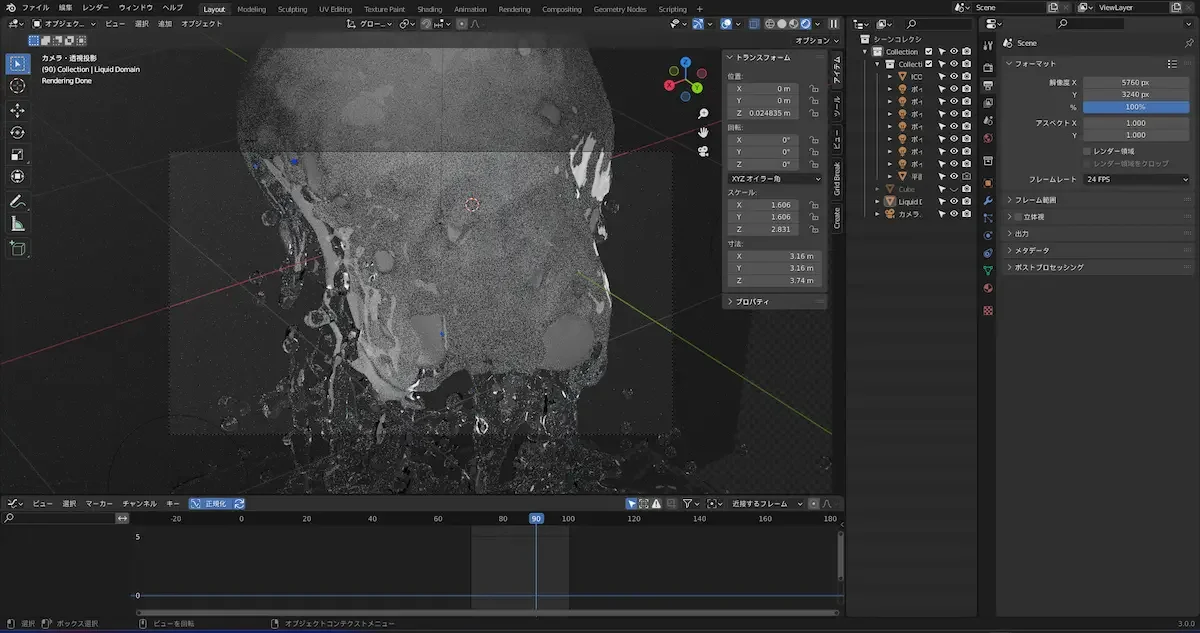 ファイル 編集 レンダー ウィンドウ ヘルプ Layout Modeling Sculpting UV Editing Texture Paint Shading Animation Rendering Compositing Geometry Nodes Scripting + Scene ViewLayer
オブジェク... ビュー 選択 追加 オブジェクト グロー...
オプション
カメラ・透視投影
(90) Collection | Liquid Domain
Rendering Done
X
Y
Z
トランスフォーム
位置:
X 0 m
Y 0 m
Z 0.024835 m
回転:
X 0°
Y 0°
Z 0°
XYZ オイラー角
スケール:
X 1.606
Y 1.606
Z 2.831
寸法:
X 3.16 m
Y 3.16 m
Z 3.74 m
プロパティ
アイテム
ツール
ビュー
Grid Break
Create
シーンコレクシ
Collection
Collecti
ICO
ポイ
ポイ
ポイ
ポイ
ポイ
ポイ
ポイ
平面
Cube
Liquid D
カメラ
Scene
フォーマット
解像度 X 5760 px
Y 3240 px
% 100%
アスペクト X 1.000
Y 1.000
レンダー領域
レンダー領域をクロップ
フレームレート 24 FPS
フレーム範囲
立体視
出力
メタデータ
ポストプロセッシング
ビュー 選択 マーカー チャンネル キー 正規化 近接するフレーム
-20 0 20 40 60 80 90 100 120 140 160 180
5
0
選択 ボックス選択 ビューを回転 オブジェクトコンテクストメニュー 3.0.0